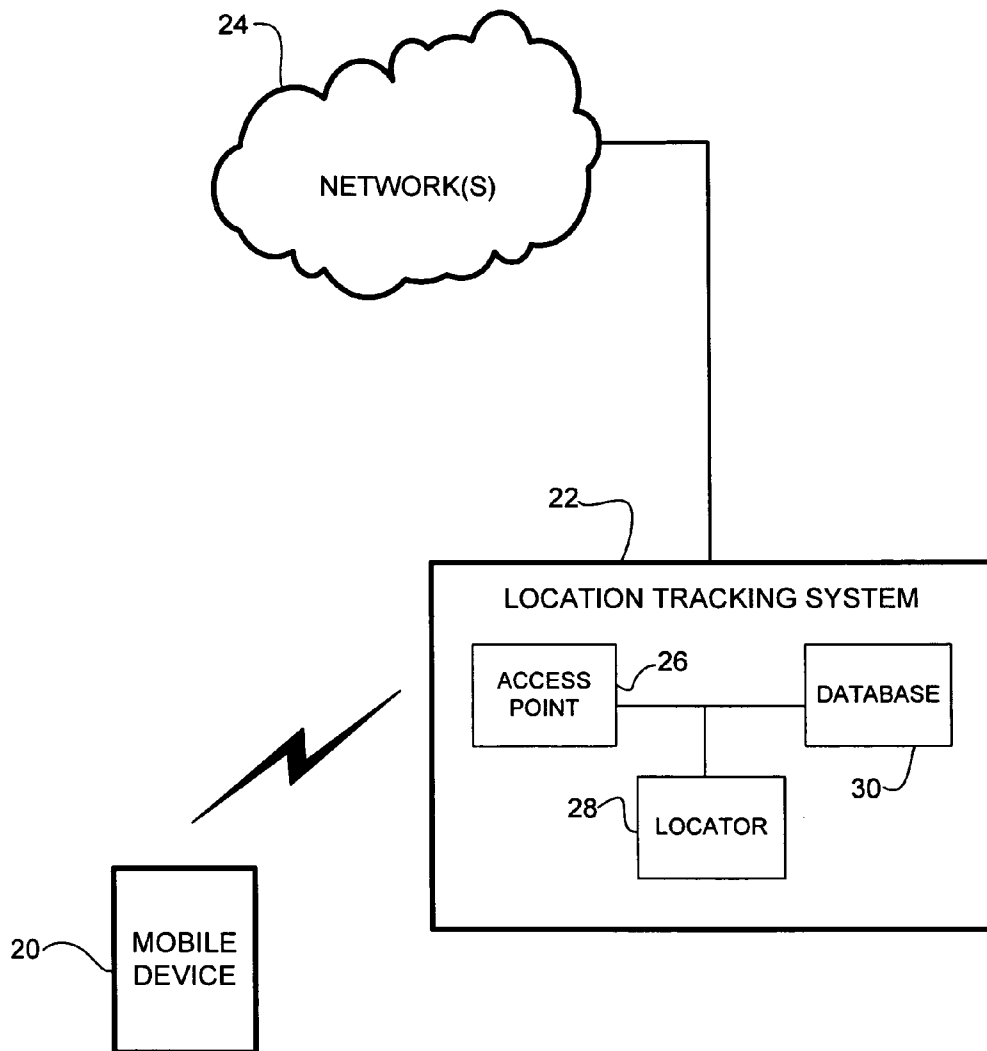 24
NETWORK(S)
22
LOCATION TRACKING SYSTEM
ACCESS
POINT
26
DATABASE
30
28
LOCATOR
20
MOBILE
DEVICE